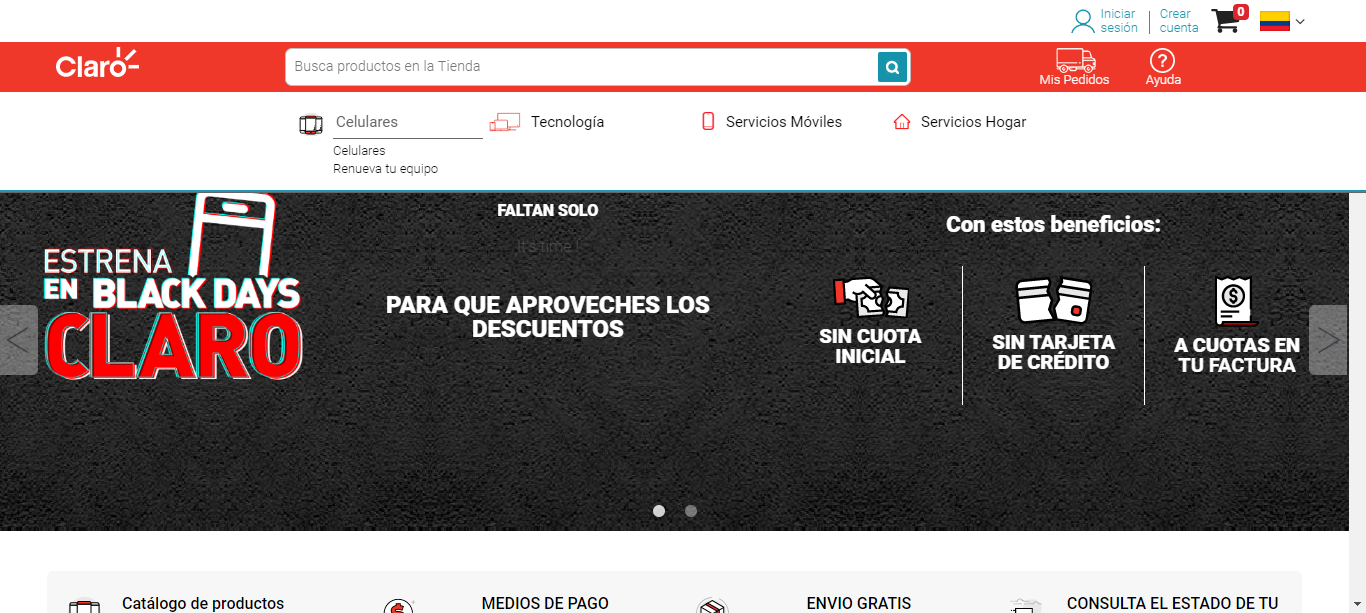 Iniciar sesión
Crear cuenta
0
Claro
Busca productos en la Tienda
Mis Pedidos
Ayuda
Celulares
Tecnología
Servicios Móviles
Servicios Hogar
Celulares
Renueva tu equipo
ESTRENA
EN BLACK DAYS
CLARO
FALTAN SOLO
It's time !
PARA QUE APROVECHES LOS
DESCUENTOS
Con estos beneficios:
SIN CUOTA
INICIAL
SIN TARJETA
DE CRÉDITO
A CUOTAS EN
TU FACTURA
Catálogo de productos
MEDIOS DE PAGO
ENVIO GRATIS
CONSULTA EL ESTADO DE TU